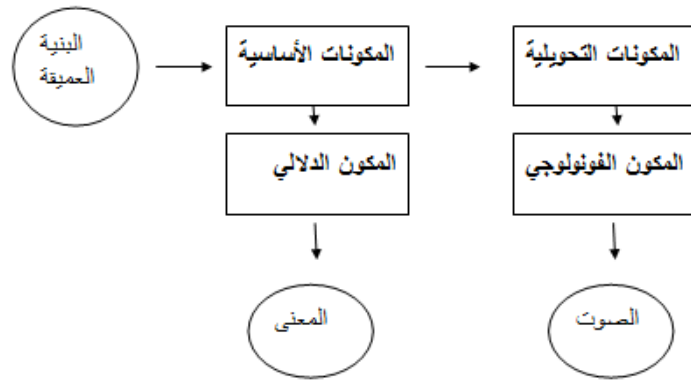 البنية
العميقة
المكونات الأساسية
المكونات التحويلية
المكون الدلالي
المكون الفونولوجي
المعنى
الصوت